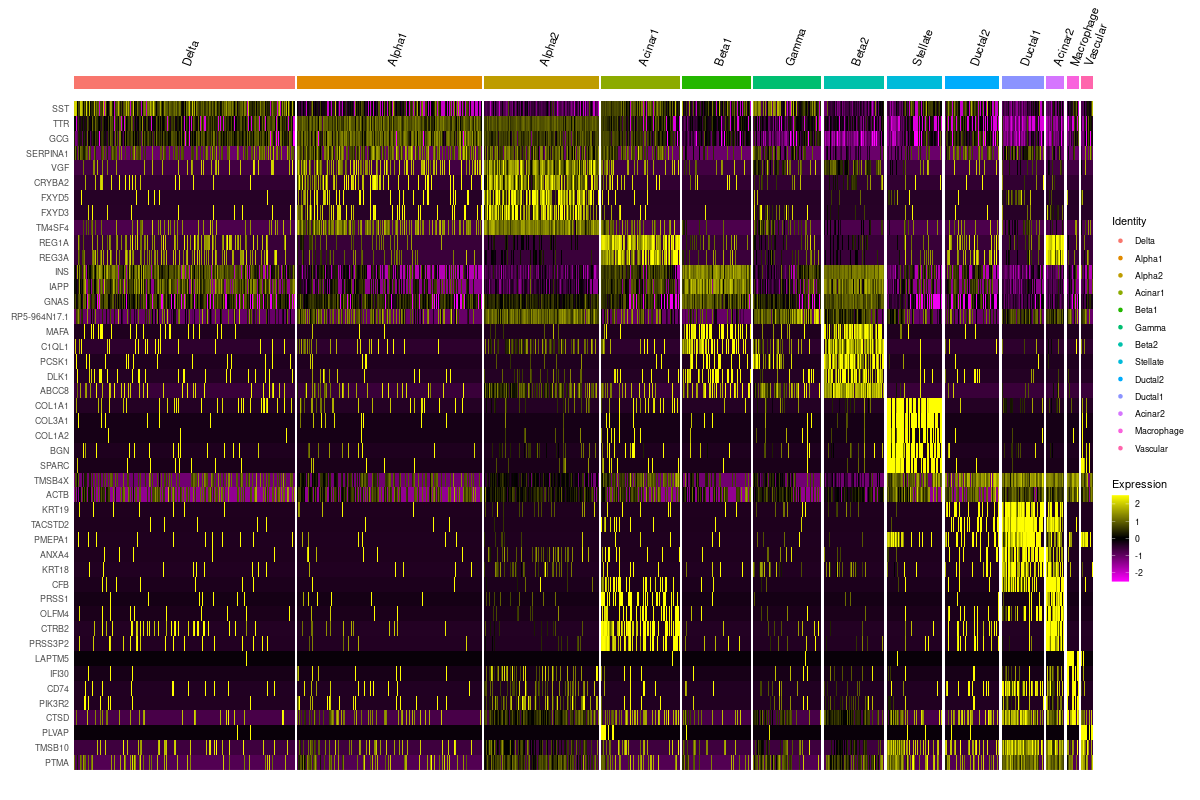 Delta
Alpha1
Alpha2
Acinar1
Beta1
Gamma
Beta2
Stellate
Ductal2
Ductal1
Acinar2
Macrophage
Vascular
SST
TTR
GCG
SERPINA1
VGF
CRYBA2
FXYD5
FXYD3
TM4SF4
REG1A
REG3A
INS
IAPP
GNAS
RP5-964N17.1
MAFA
C1QL1
PCSK1
DLK1
ABCC8
COL1A1
COL3A1
COL1A2
BGN
SPARC
TMSB4X
ACTB
KRT19
TACSTD2
PMEPA1
ANXA4
KRT18
CFB
PRSS1
OLFM4
CTRB2
PRSS3P2
LAPTM5
IFI30
CD74
PIK3R2
CTSD
PLVAP
TMSB10
PTMA
Identity
Delta
Alpha1
Alpha2
Acinar1
Beta1
Gamma
Beta2
Stellate
Ductal2
Ductal1
Acinar2
Macrophage
Vascular
Expression
2
1
0
-1
-2